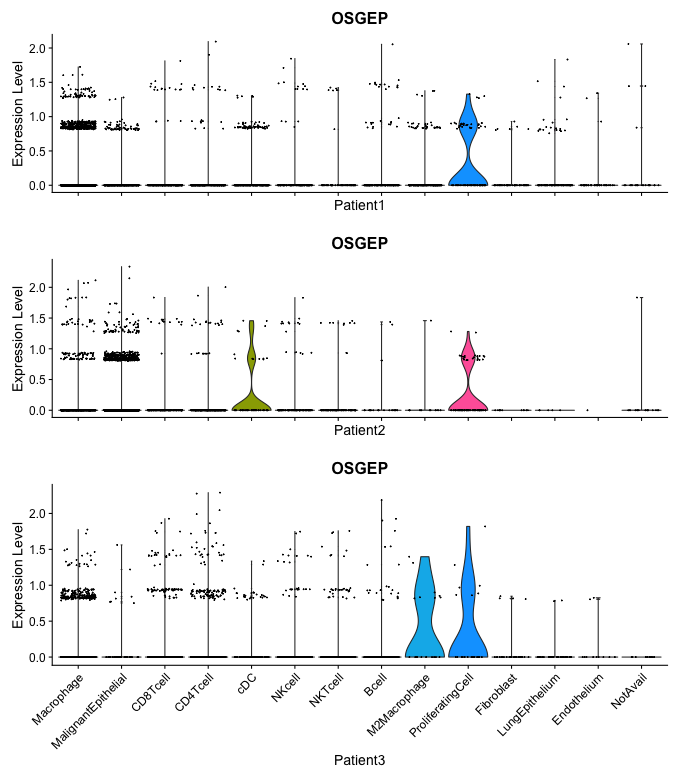 OSGEP
Expression Level
2.0
1.5
1.0
0.5
0.0
Patient1
OSGEP
Expression Level
2.0
1.5
1.0
0.5
0.0
Patient2
OSGEP
Expression Level
2.0
1.5
1.0
0.5
0.0
Macrophage
MalignantEpithelial
CD8Tcell
CD4Tcell
cDC
NKcell
NKTcell
Bcell
M2Macrophage
ProliferatingCell
Fibroblast
LungEpithelium
Endothelium
NotAvail
Patient3